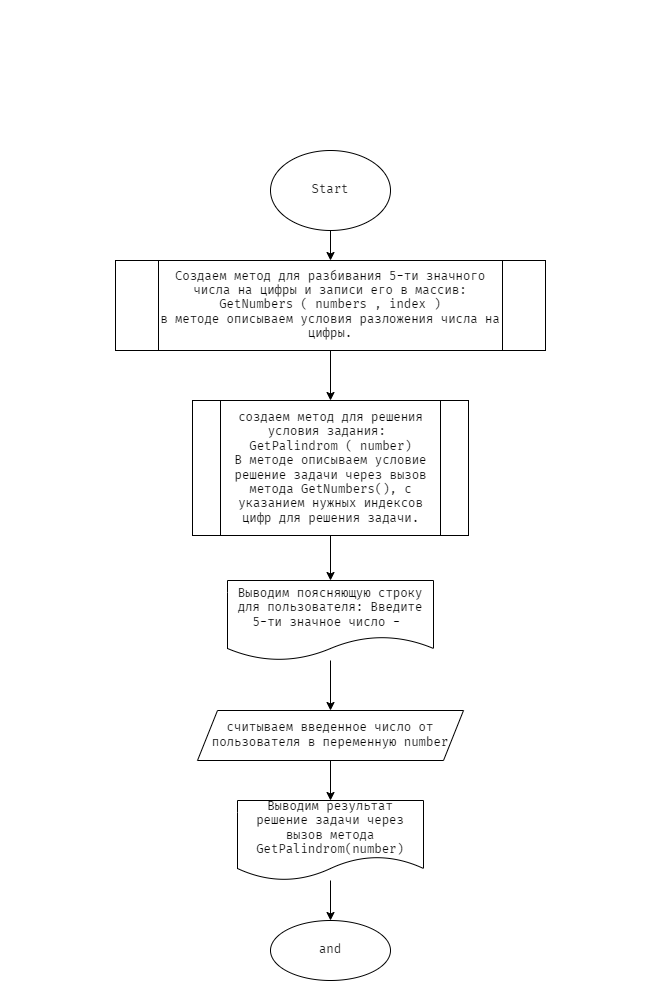 Start
Создаем метод для разбивания 5-ти значного
числа на цифры и записи его в массив:
GetNumbers ( numbers , index )
в методе описываем условия разложения числа на
цифры.
создаем метод для решения
условия задания:
GetPalindrom ( number)
В методе описываем условие
решение задачи через вызов
метода GetNumbers(), с
указанием нужных индексов
цифр для решения задачи.
Выводим поясняющую строку
для пользователя: Введите
5-ти значное число -
считываем введенное число от
пользователя в переменную number
Выводим результат
решение задачи через
вызов метода
GetPalindrom(number)
and